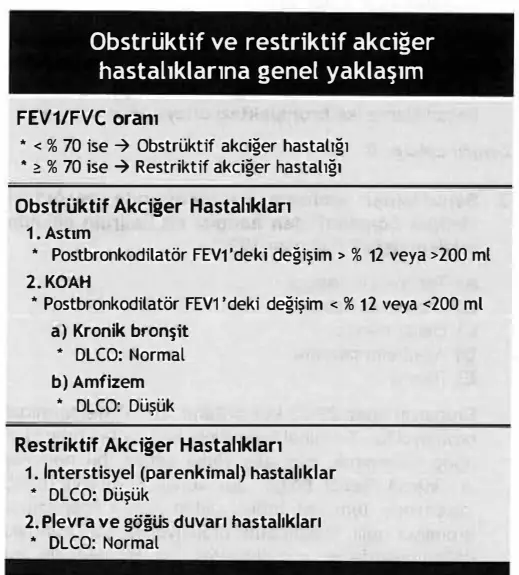 Obstrüktif ve restriktif akciğer
hastalıklarına genel yaklaşım
FEV1/FVC oranı
* < % 70 ise → Obstrüktif akciğer hastalığı
* ≥ % 70 ise → Restriktif akciğer hastalığı
Obstrüktif Akciğer Hastalıkları
1. Astım
* Postbronkodilatör FEV1'deki değişim > % 12 veya >200 ml
2. KOAH
* Postbronkodilatör FEV1'deki değişim < % 12 veya <200 ml
a) Kronik bronşit
* DLCO: Normal
b) Amfizem
* DLCO: Düşük
Restriktif Akciğer Hastalıkları
1. İnterstisyel (parenkimal) hastalıklar
* DLCO: Düşük
2. Plevra ve göğüs duvarı hastalıkları
* DLCO: Normal